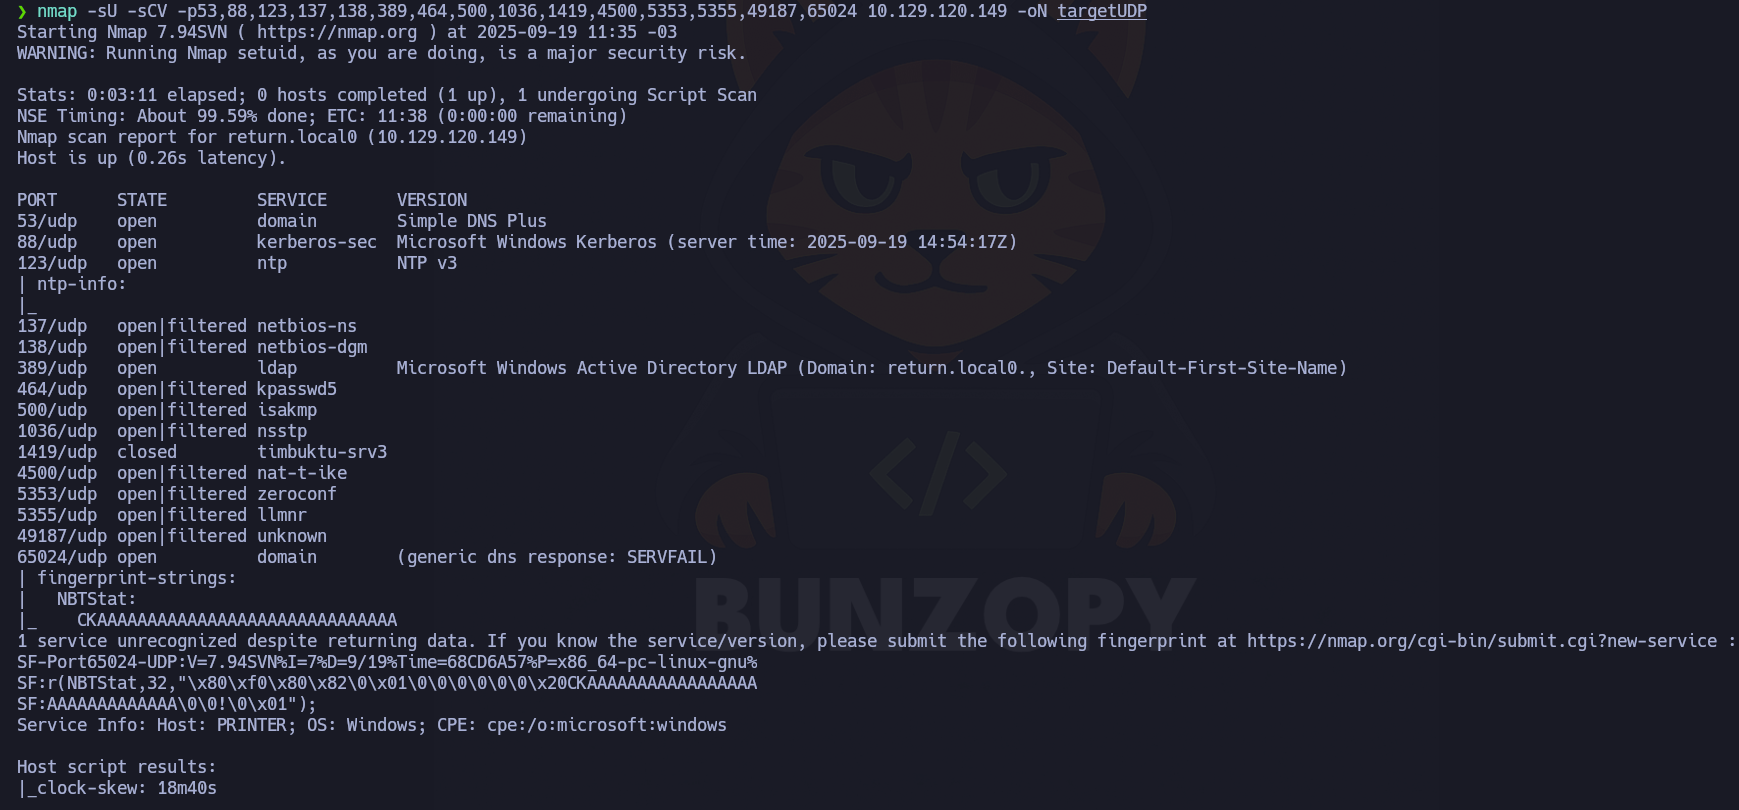 ❯ nmap -sU -sCV -p53,88,123,137,138,389,464,500,1036,1419,4500,5353,5355,49187,65024 10.129.120.149 -oN targetUDP
Starting Nmap 7.94SVN ( https://nmap.org ) at 2025-09-19 11:35 -03
WARNING: Running Nmap setuid, as you are doing, is a major security risk.

Stats: 0:03:11 elapsed; 0 hosts completed (1 up), 1 undergoing Script Scan
NSE Timing: About 99.59% done; ETC: 11:38 (0:00:00 remaining)
Nmap scan report for return.local0 (10.129.120.149)
Host is up (0.26s latency).

PORT      STATE         SERVICE       VERSION
53/udp    open          domain        Simple DNS Plus
88/udp    open          kerberos-sec  Microsoft Windows Kerberos (server time: 2025-09-19 14:54:17Z)
123/udp   open          ntp           NTP v3
| ntp-info:
|_
137/udp   open|filtered netbios-ns
138/udp   open|filtered netbios-dgm
389/udp   open          ldap          Microsoft Windows Active Directory LDAP (Domain: return.local0., Site: Default-First-Site-Name)
464/udp   open|filtered kpasswd5
500/udp   open|filtered isakmp
1036/udp  open|filtered nsstp
1419/udp  closed        timbuktu-srv3
4500/udp  open|filtered nat-t-ike
5353/udp  open|filtered zeroconf
5355/udp  open|filtered llmnr
49187/udp open|filtered unknown
65024/udp open          domain        (generic dns response: SERVFAIL)
| fingerprint-strings:
|   NBTStat:
|_    CKAAAAAAAAAAAAAAAAAAAAAAAAAAAAAA
1 service unrecognized despite returning data. If you know the service/version, please submit the following fingerprint at https://nmap.org/cgi-bin/submit.cgi?new-service :
SF-Port65024-UDP:V=7.94SVN%I=7%D=9/19%Time=68CD6A57%P=x86_64-pc-linux-gnu%
SF:r(NBTStat,32,"\x80\xf0\x80\x82\0\x01\0\0\0\0\0\0\x20CKAAAAAAAAAAAAAAAAA
SF:AAAAAAAAAAAAA\0\0!\0\x01");
Service Info: Host: PRINTER; OS: Windows; CPE: cpe:/o:microsoft:windows

Host script results:
|_clock-skew: 18m40s
</>
BUNZOPY